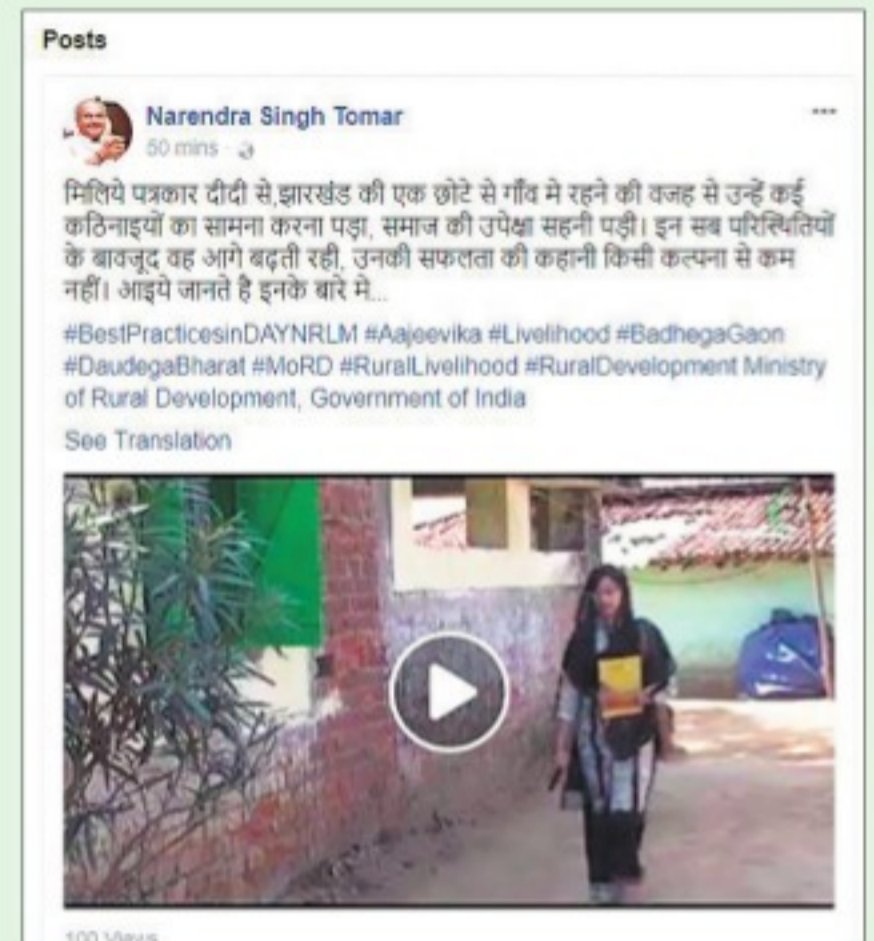 Posts
Narendra Singh Tomar
50 mins ·
मिलिये पत्रकार दीदी से,झारखंड की एक छोटे से गाँव मे रहने की वजह से उन्हें कई
कठिनाइयों का सामना करना पड़ा, समाज की उपेक्षा सहनी पड़ी। इन सब परिस्थितियों
के बावजूद वह आगे बढ़ती रही, उनकी सफलता की कहानी किसी कल्पना से कम
नहीं। आइये जानते है इनके बारे मे...
#BestPracticesinDAYNRLM #Aajeevika #Livelihood #BadhegaGaon
#DaudegaBharat #MoRD #RuralLivelihood #RuralDevelopment Ministry
of Rural Development, Government of India
See Translation
100 Views